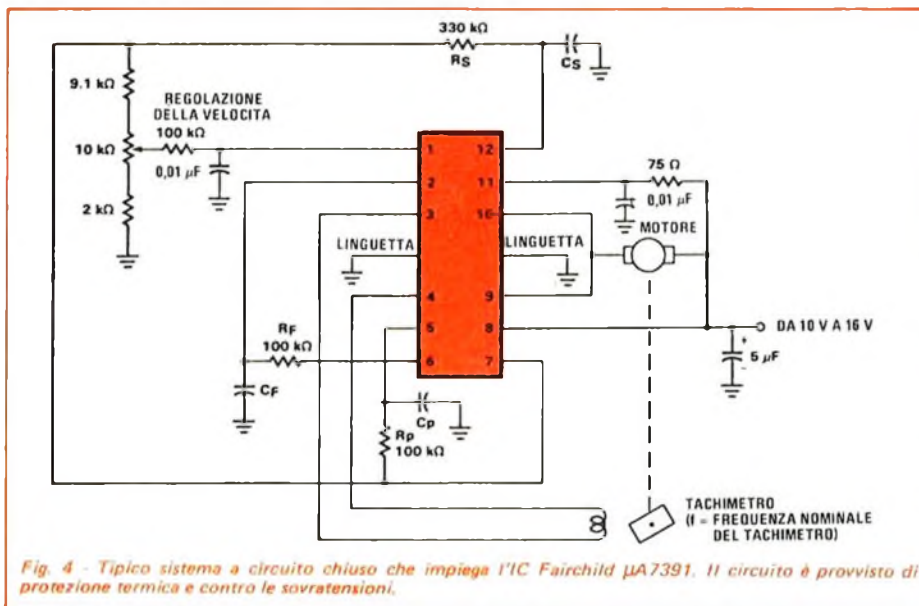 330 kΩ
RS
CS
9.1 kΩ
REGOLAZIONE
DELLA VELOCITA
100 kΩ
10 kΩ
0,01 µF
2 kΩ
1
2
3
4
5
6
12
11
10
9
8
7
75 Ω
0,01 µF
MOTORE
LINGUETTA
LINGUETTA
DA 10 V A 16 V
+
5 µF
-
RF
100 kΩ
CF
CP
RP
100 kΩ
TACHIMETRO
(f = FREQUENZA NOMINALE
DEL TACHIMETRO)
Fig. 4 - Tipico sistema a circuito chiuso che impiega l'IC Fairchild µA7391. Il circuito è provvisto di
protezione termica e contro le sovratensioni.